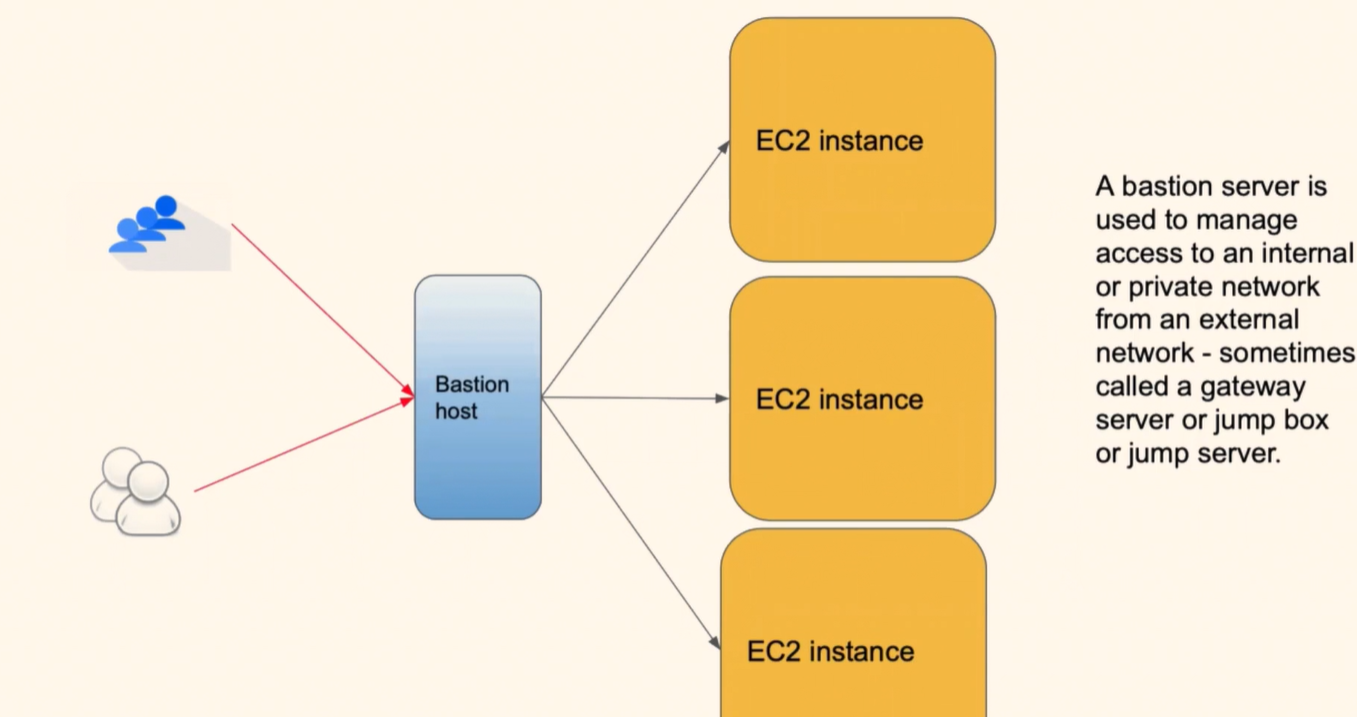 EC2 instance
Bastion
host
EC2 instance
EC2 instance
A bastion server is
used to manage
access to an internal
or private network
from an external
network - sometimes
called a gateway
server or jump box
or jump server.